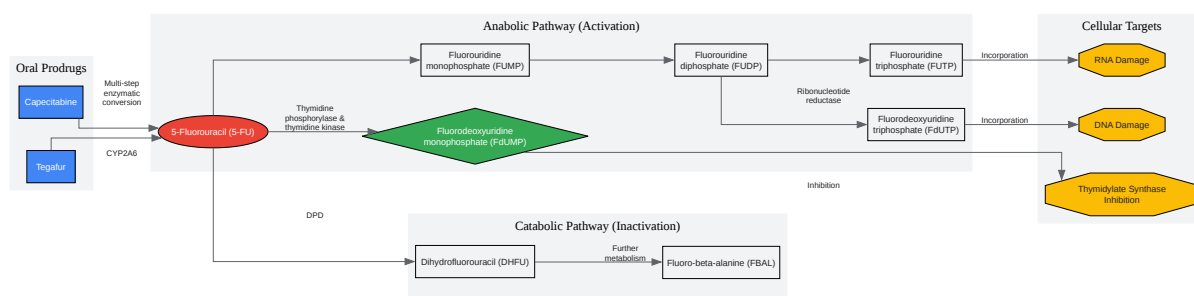 Oral Prodrugs
Capecitabine
Tegafur
Multi-step
enzymatic
conversion
CYP2A6
Anabolic Pathway (Activation)
5-Fluorouracil (5-FU)
Thymidine
phosphorylase &
thymidine kinase
Fluorouridine
monophosphate (FUMP)
Fluorodeoxyuridine
monophosphate (FdUMP)
Fluorouridine
diphosphate (FUDP)
Ribonucleotide
reductase
Fluorouridine
triphosphate (FUTP)
Fluorodeoxyuridine
triphosphate (FdUTP)
Incorporation
Incorporation
Inhibition
Cellular Targets
RNA Damage
DNA Damage
Thymidylate Synthase
Inhibition
DPD
Catabolic Pathway (Inactivation)
Dihydrofluorouracil (DHFU)
Further
metabolism
Fluoro-beta-alanine (FBAL)